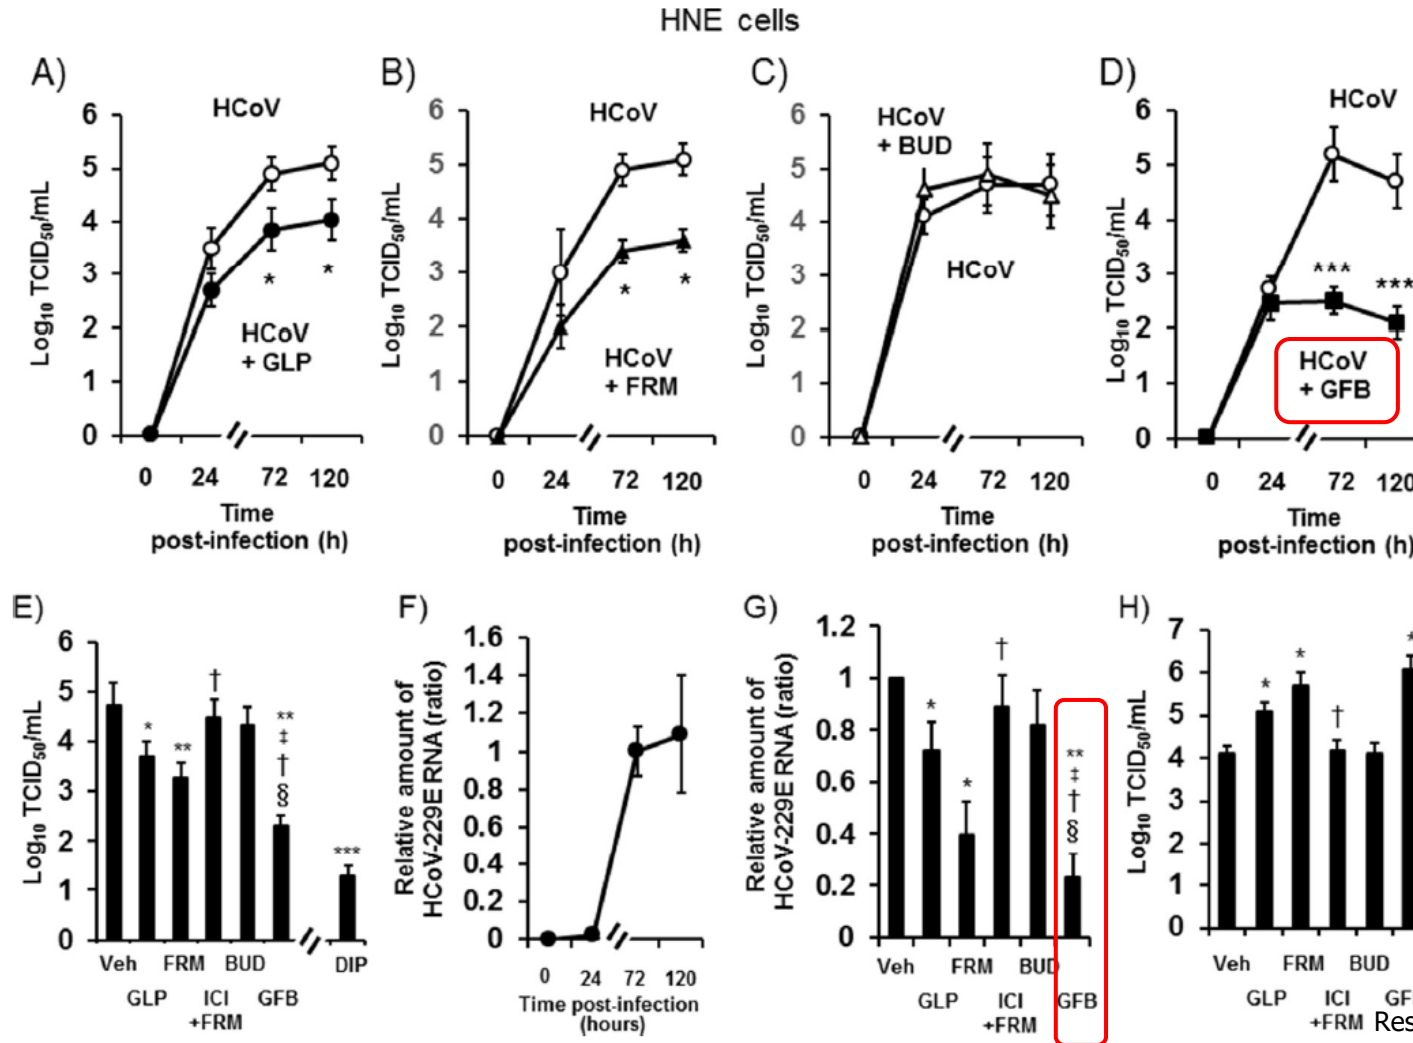 HNE cells
A)
HCoV
6
5
4
3
2
1
0
Log₁₀ TCID₅₀/mL
*
*
HCoV
+ GLP
0 24 72 120
Time
post-infection (h)
B)
HCoV
6
5
4
3
2
1
0
Log₁₀ TCID₅₀/mL
*
*
HCoV
+ FRM
0 24 72 120
Time
post-infection (h)
C)
HCoV
+ BUD
6
5
4
3
2
1
0
Log₁₀ TCID₅₀/mL
HCoV
0 24 72 120
Time
post-infection (h)
D)
HCoV
6
5
4
3
2
1
0
Log₁₀ TCID₅₀/mL
***
***
HCoV
+ GFB
0 24 72 120
Time
post-infection (h)
E)
6
5
4
3
2
1
0
Log₁₀ TCID₅₀/mL
*
**
†
**
‡
†
§
***
Veh FRM BUD DIP
GLP ICI GFB
+FRM
F)
1.6
1.4
1.2
1
0.8
0.6
0.4
0.2
0
Relative amount of
HCoV-229E RNA (ratio)
0 24 72 120
Time post-infection
(hours)
G)
1.2
1
0.8
0.6
0.4
0.2
0
Relative amount of
HCoV-229E RNA (ratio)
*
*
†
**
‡
†
§
Veh FRM BUD
GLP ICI GFB
+FRM
H)
7
6
5
4
3
2
1
0
Log₁₀ TCID₅₀/mL
*
*
†
*
Veh FRM BUD
GLP ICI GF
+FRM Res